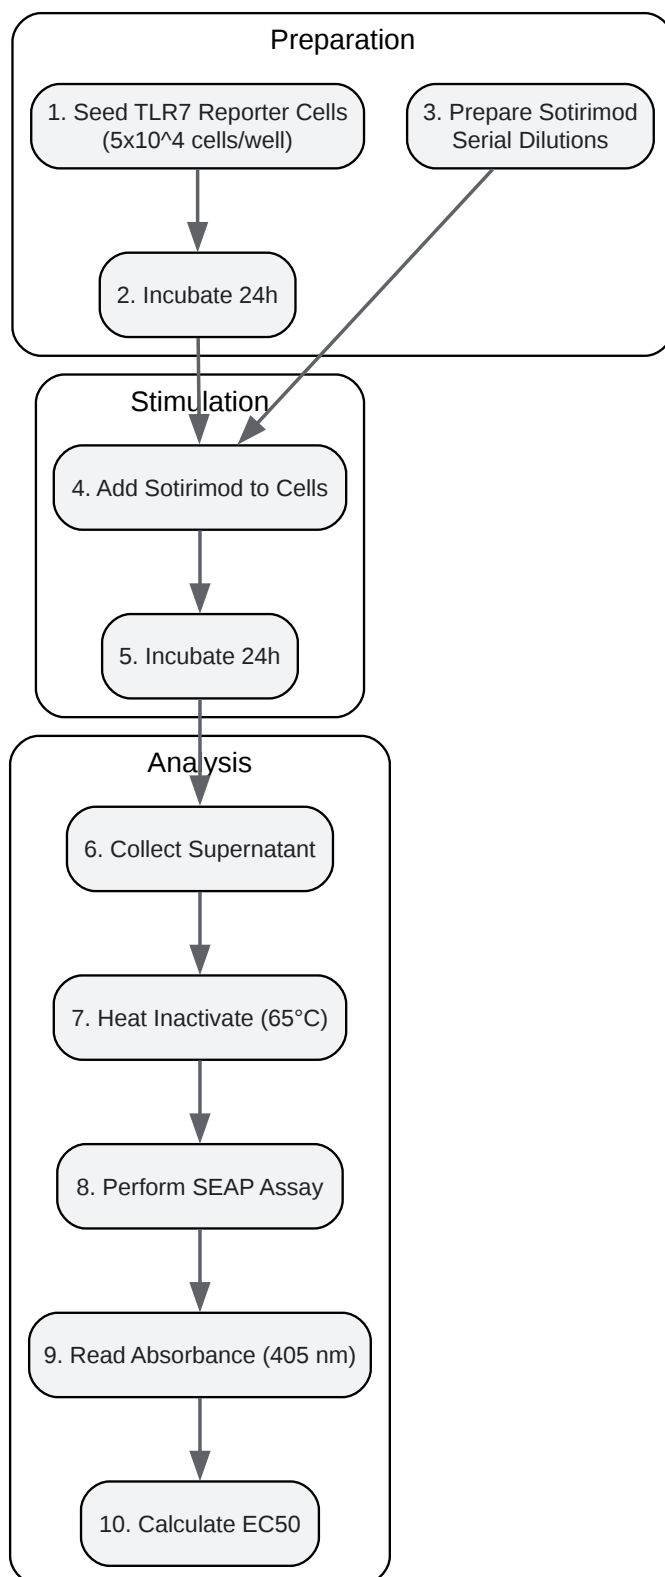 Preparation
1. Seed TLR7 Reporter Cells
(5x10^4 cells/well)
3. Prepare Sotirimod
Serial Dilutions
2. Incubate 24h
Stimulation
4. Add Sotirimod to Cells
5. Incubate 24h
Analysis
6. Collect Supernatant
7. Heat Inactivate (65°C)
8. Perform SEAP Assay
9. Read Absorbance (405 nm)
10. Calculate EC50